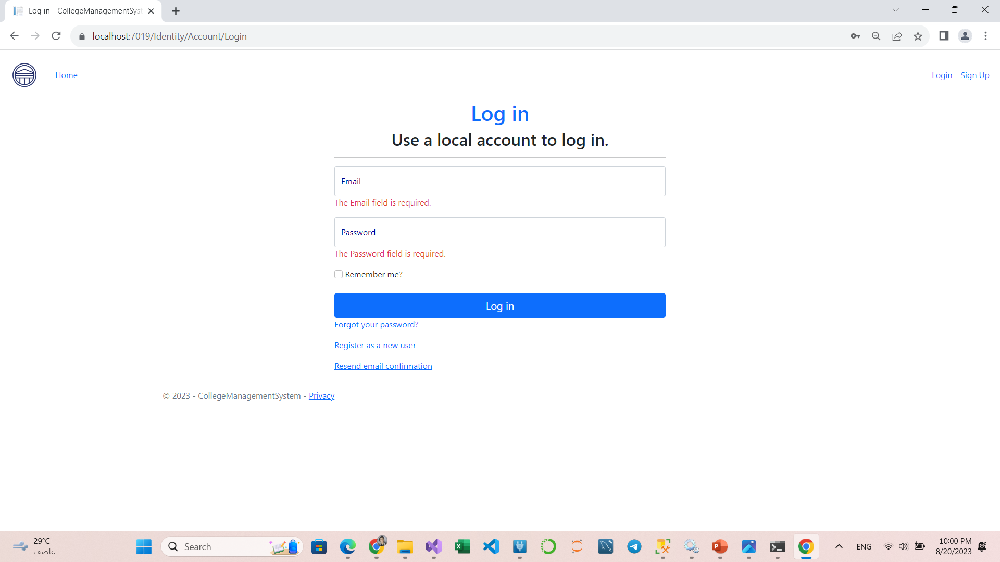 Log in - CollegeManagementSyst
localhost:7019/Identity/Account/Login
Home
Login
Sign Up
Log in
Use a local account to log in.
Email
The Email field is required.
Password
The Password field is required.
Remember me?
Log in
Forgot your password?
Register as a new user
Resend email confirmation
© 2023 - CollegeManagementSystem - Privacy
29°C
عاصف
Search
ENG
10:00 PM
8/20/2023